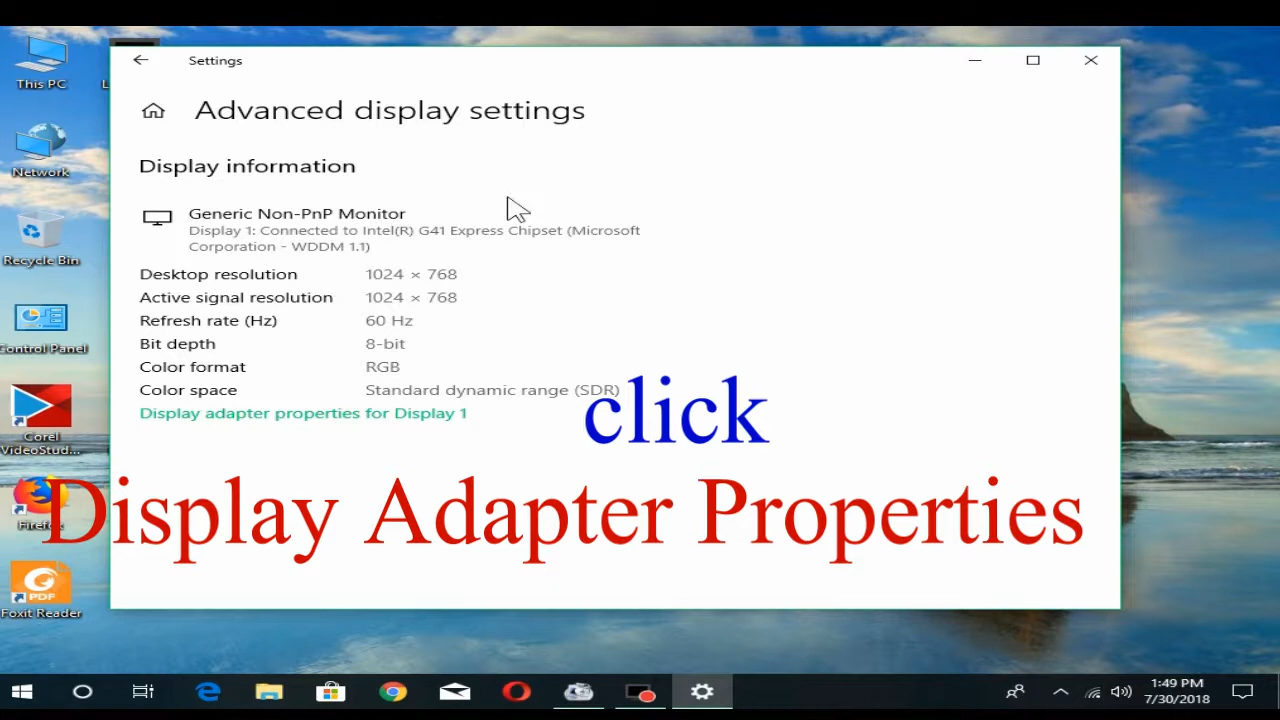 This PC
L
Network
Recycle Bin
Control Panel
Corel
VideoStud...
Firefox
Foxit Reader
Settings
Advanced display settings
Display information
Generic Non-PnP Monitor
Display 1: Connected to Intel(R) G41 Express Chipset (Microsoft
Corporation - WDDM 1.1)
Desktop resolution 1024 × 768
Active signal resolution 1024 × 768
Refresh rate (Hz) 60 Hz
Bit depth 8-bit
Color format RGB
Color space Standard dynamic range (SDR)
Display adapter properties for Display 1
click
Display Adapter Properties
PDF
1:49 PM
7/30/2018